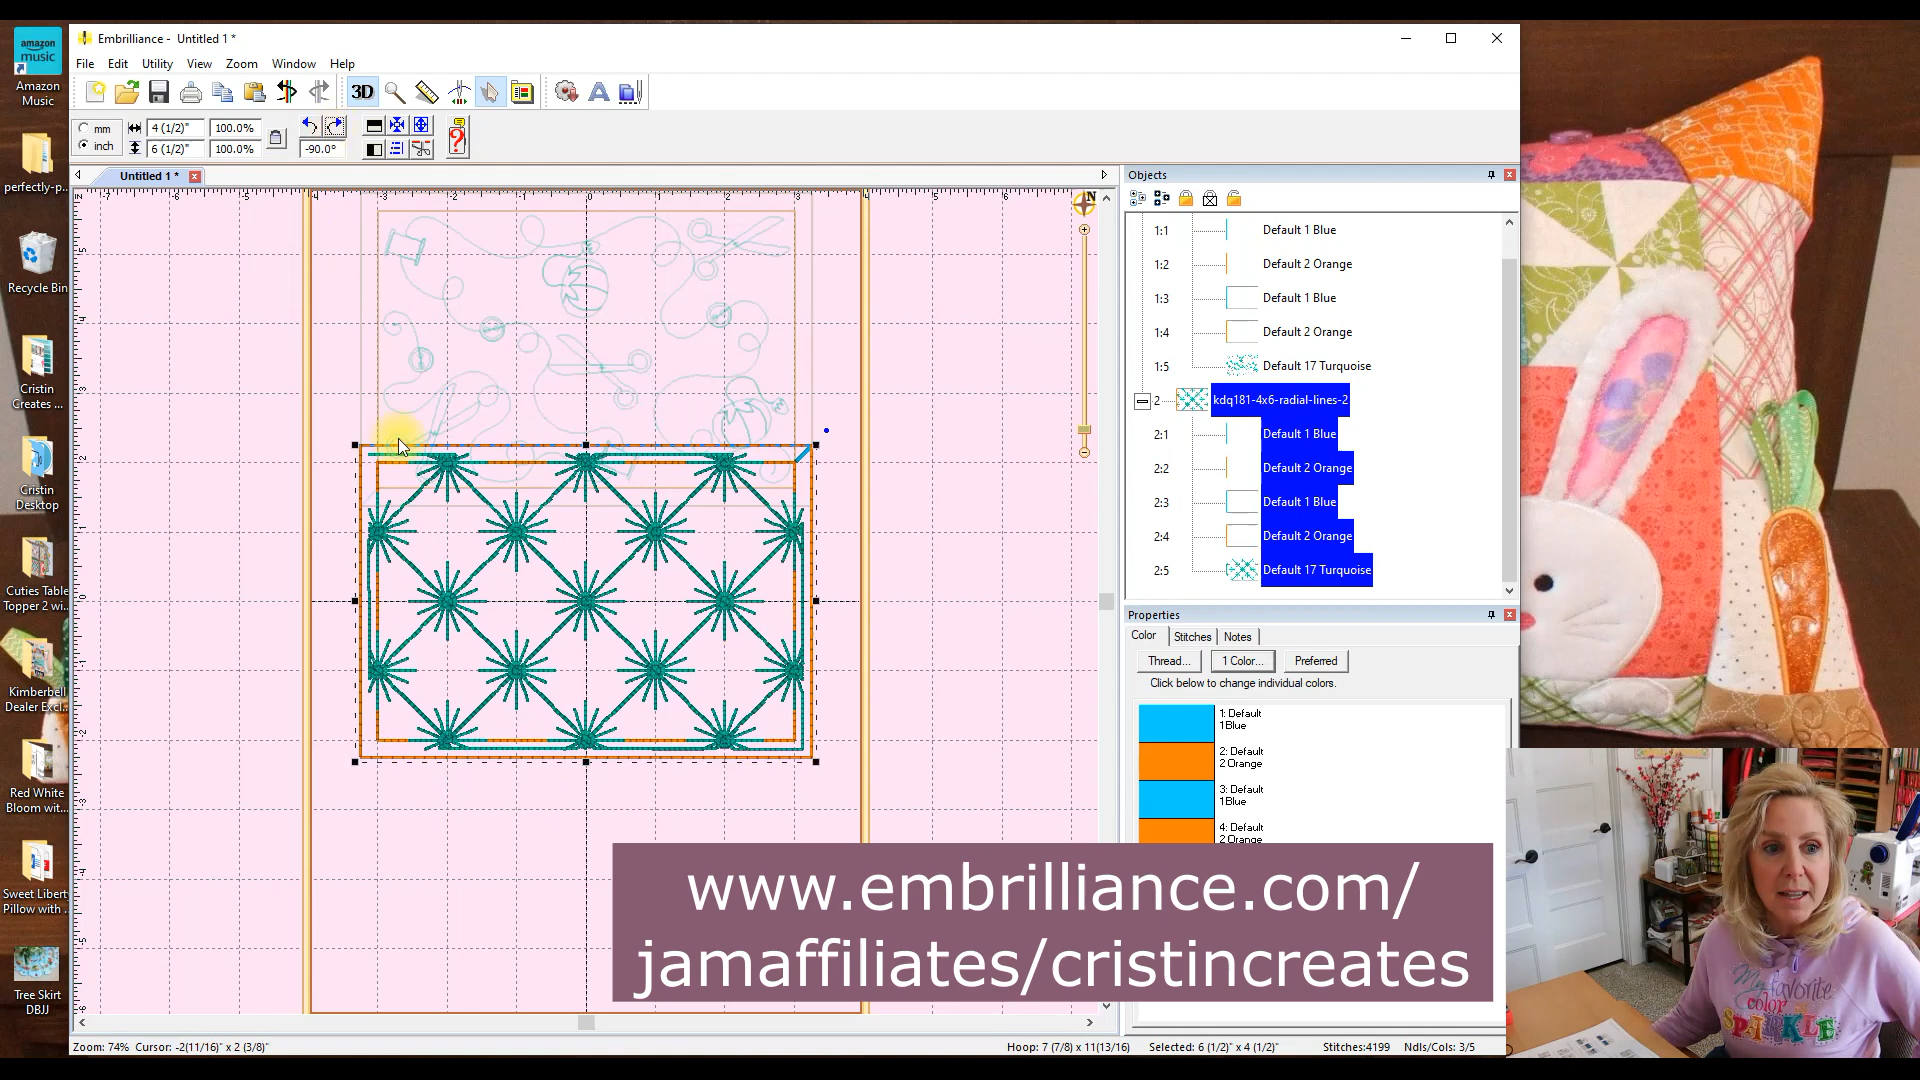 amazon
music
Amazon
Music
perfectly-p...
Recycle Bin
Cristin
Creates ...
Cristin
Desktop
Cuties Table
Topper 2 wi...
Kimberbell
Dealer Excl...
Red White
Bloom wit...
Sweet Libert
Pillow with ...
Tree Skirt
DBJJ
Embrilliance - Untitled 1 *
File Edit Utility View Zoom Window Help
3D
mm
inch
4 (1/2)" 100.0%
6 (1/2)" 100.0%
-90.0°
Untitled 1 *
N
Objects
1:1 Default 1 Blue
1:2 Default 2 Orange
1:3 Default 1 Blue
1:4 Default 2 Orange
1:5 Default 17 Turquoise
2 kdq181-4x6-radial-lines-2
2:1 Default 1 Blue
2:2 Default 2 Orange
2:3 Default 1 Blue
2:4 Default 2 Orange
2:5 Default 17 Turquoise
Properties
Color Stitches Notes
Thread... 1 Color... Preferred
Click below to change individual colors.
1: Default
1Blue
2: Default
2 Orange
3: Default
1Blue
4: Default
2 Orange
www.embrilliance.com/
jamaffiliates/cristincreates
Zoom: 74% Cursor: -2(11/16)" x 2 (3/8)" Hoop: 7 (7/8) x 11(13/16) Selected: 6 (1/2)" x 4 (1/2)" Stitches:4199 Ndls/Cols: 3/5
My favorite
color
SPARKLE